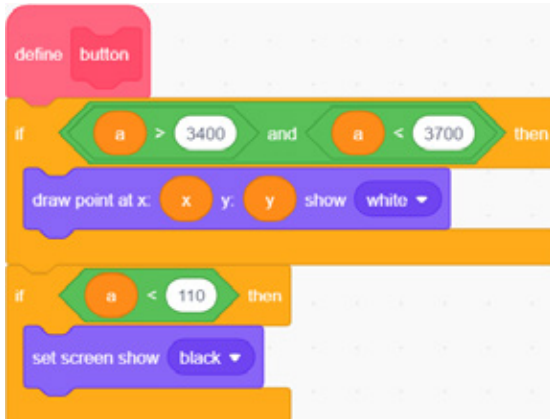 define button
if a > 3400 and a < 3700 then
draw point at x: x y: y show white
if a < 110 then
set screen show black